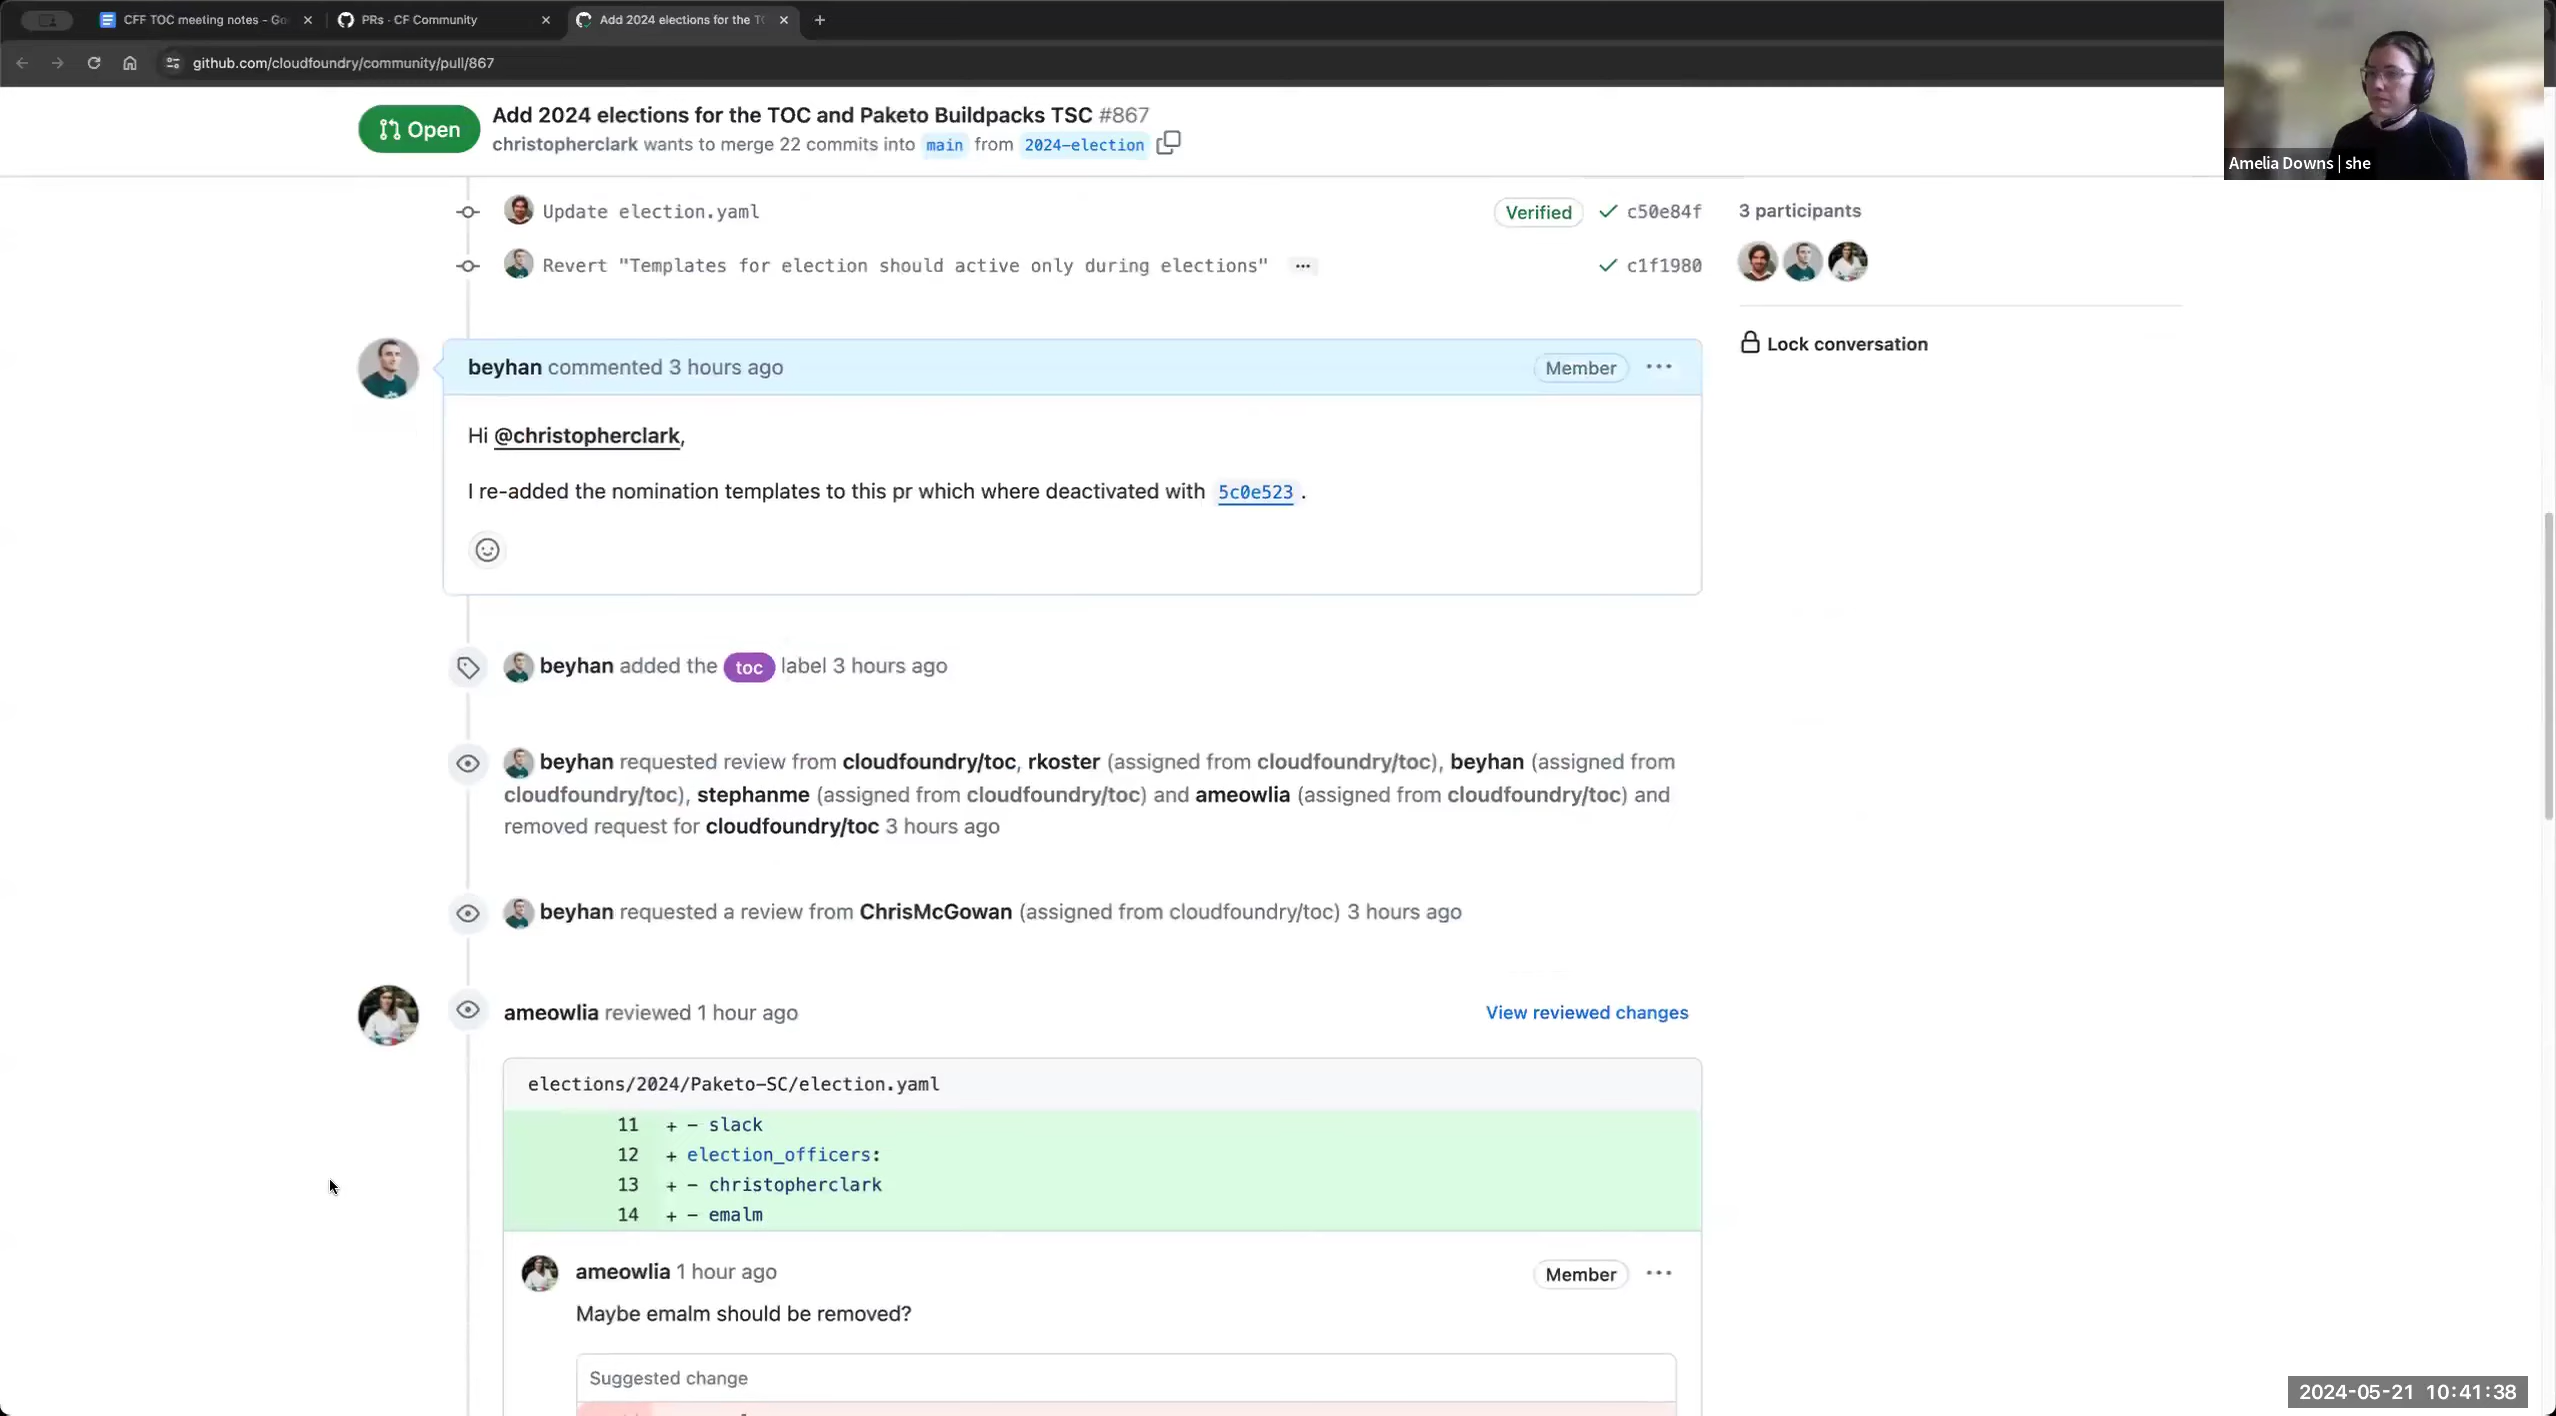 CFF TOC meeting notes - Go
PRs · CF Community
Add 2024 elections for the TO
github.com/cloudfoundry/community/pull/867
Amelia Downs | she
Open
Add 2024 elections for the TOC and Paketo Buildpacks TSC #867
christopherclark wants to merge 22 commits into main from 2024-election
Update election.yaml
Verified
c50e84f
3 participants
Revert "Templates for election should active only during elections" ...
c1f1980
Lock conversation
beyhan commented 3 hours ago
Member
Hi @christopherclark,
I re-added the nomination templates to this pr which where deactivated with 5c0e523 .
beyhan added the toc label 3 hours ago
beyhan requested review from cloudfoundry/toc, rkoster (assigned from cloudfoundry/toc), beyhan (assigned from
cloudfoundry/toc), stephanme (assigned from cloudfoundry/toc) and ameowlia (assigned from cloudfoundry/toc) and
removed request for cloudfoundry/toc 3 hours ago
beyhan requested a review from ChrisMcGowan (assigned from cloudfoundry/toc) 3 hours ago
ameowlia reviewed 1 hour ago
View reviewed changes
elections/2024/Paketo-SC/election.yaml
11 + - slack
12 + election_officers:
13 + - christopherclark
14 + - emalm
ameowlia 1 hour ago
Member
Maybe emalm should be removed?
Suggested change
2024-05-21 10:41:38